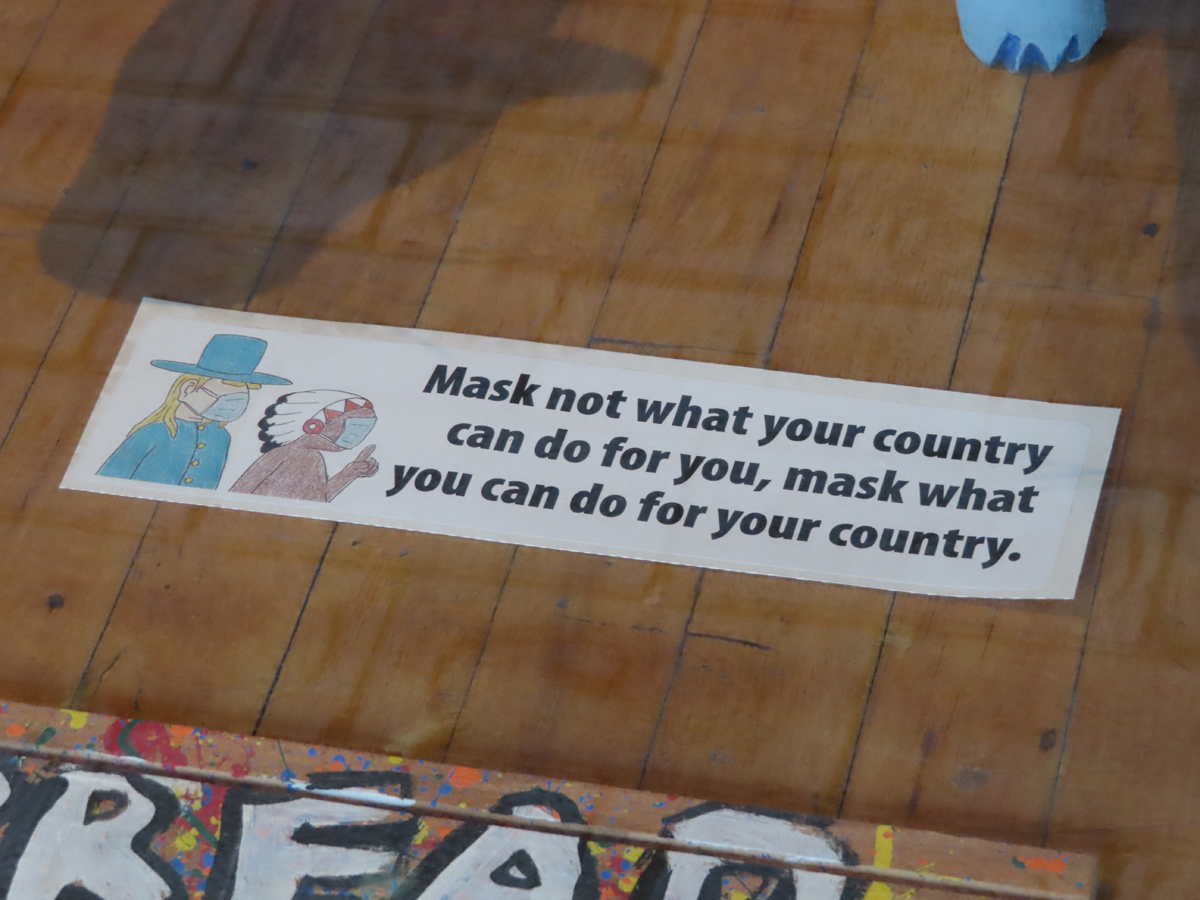 Mask not what your country
can do for you, mask what
you can do for your country.